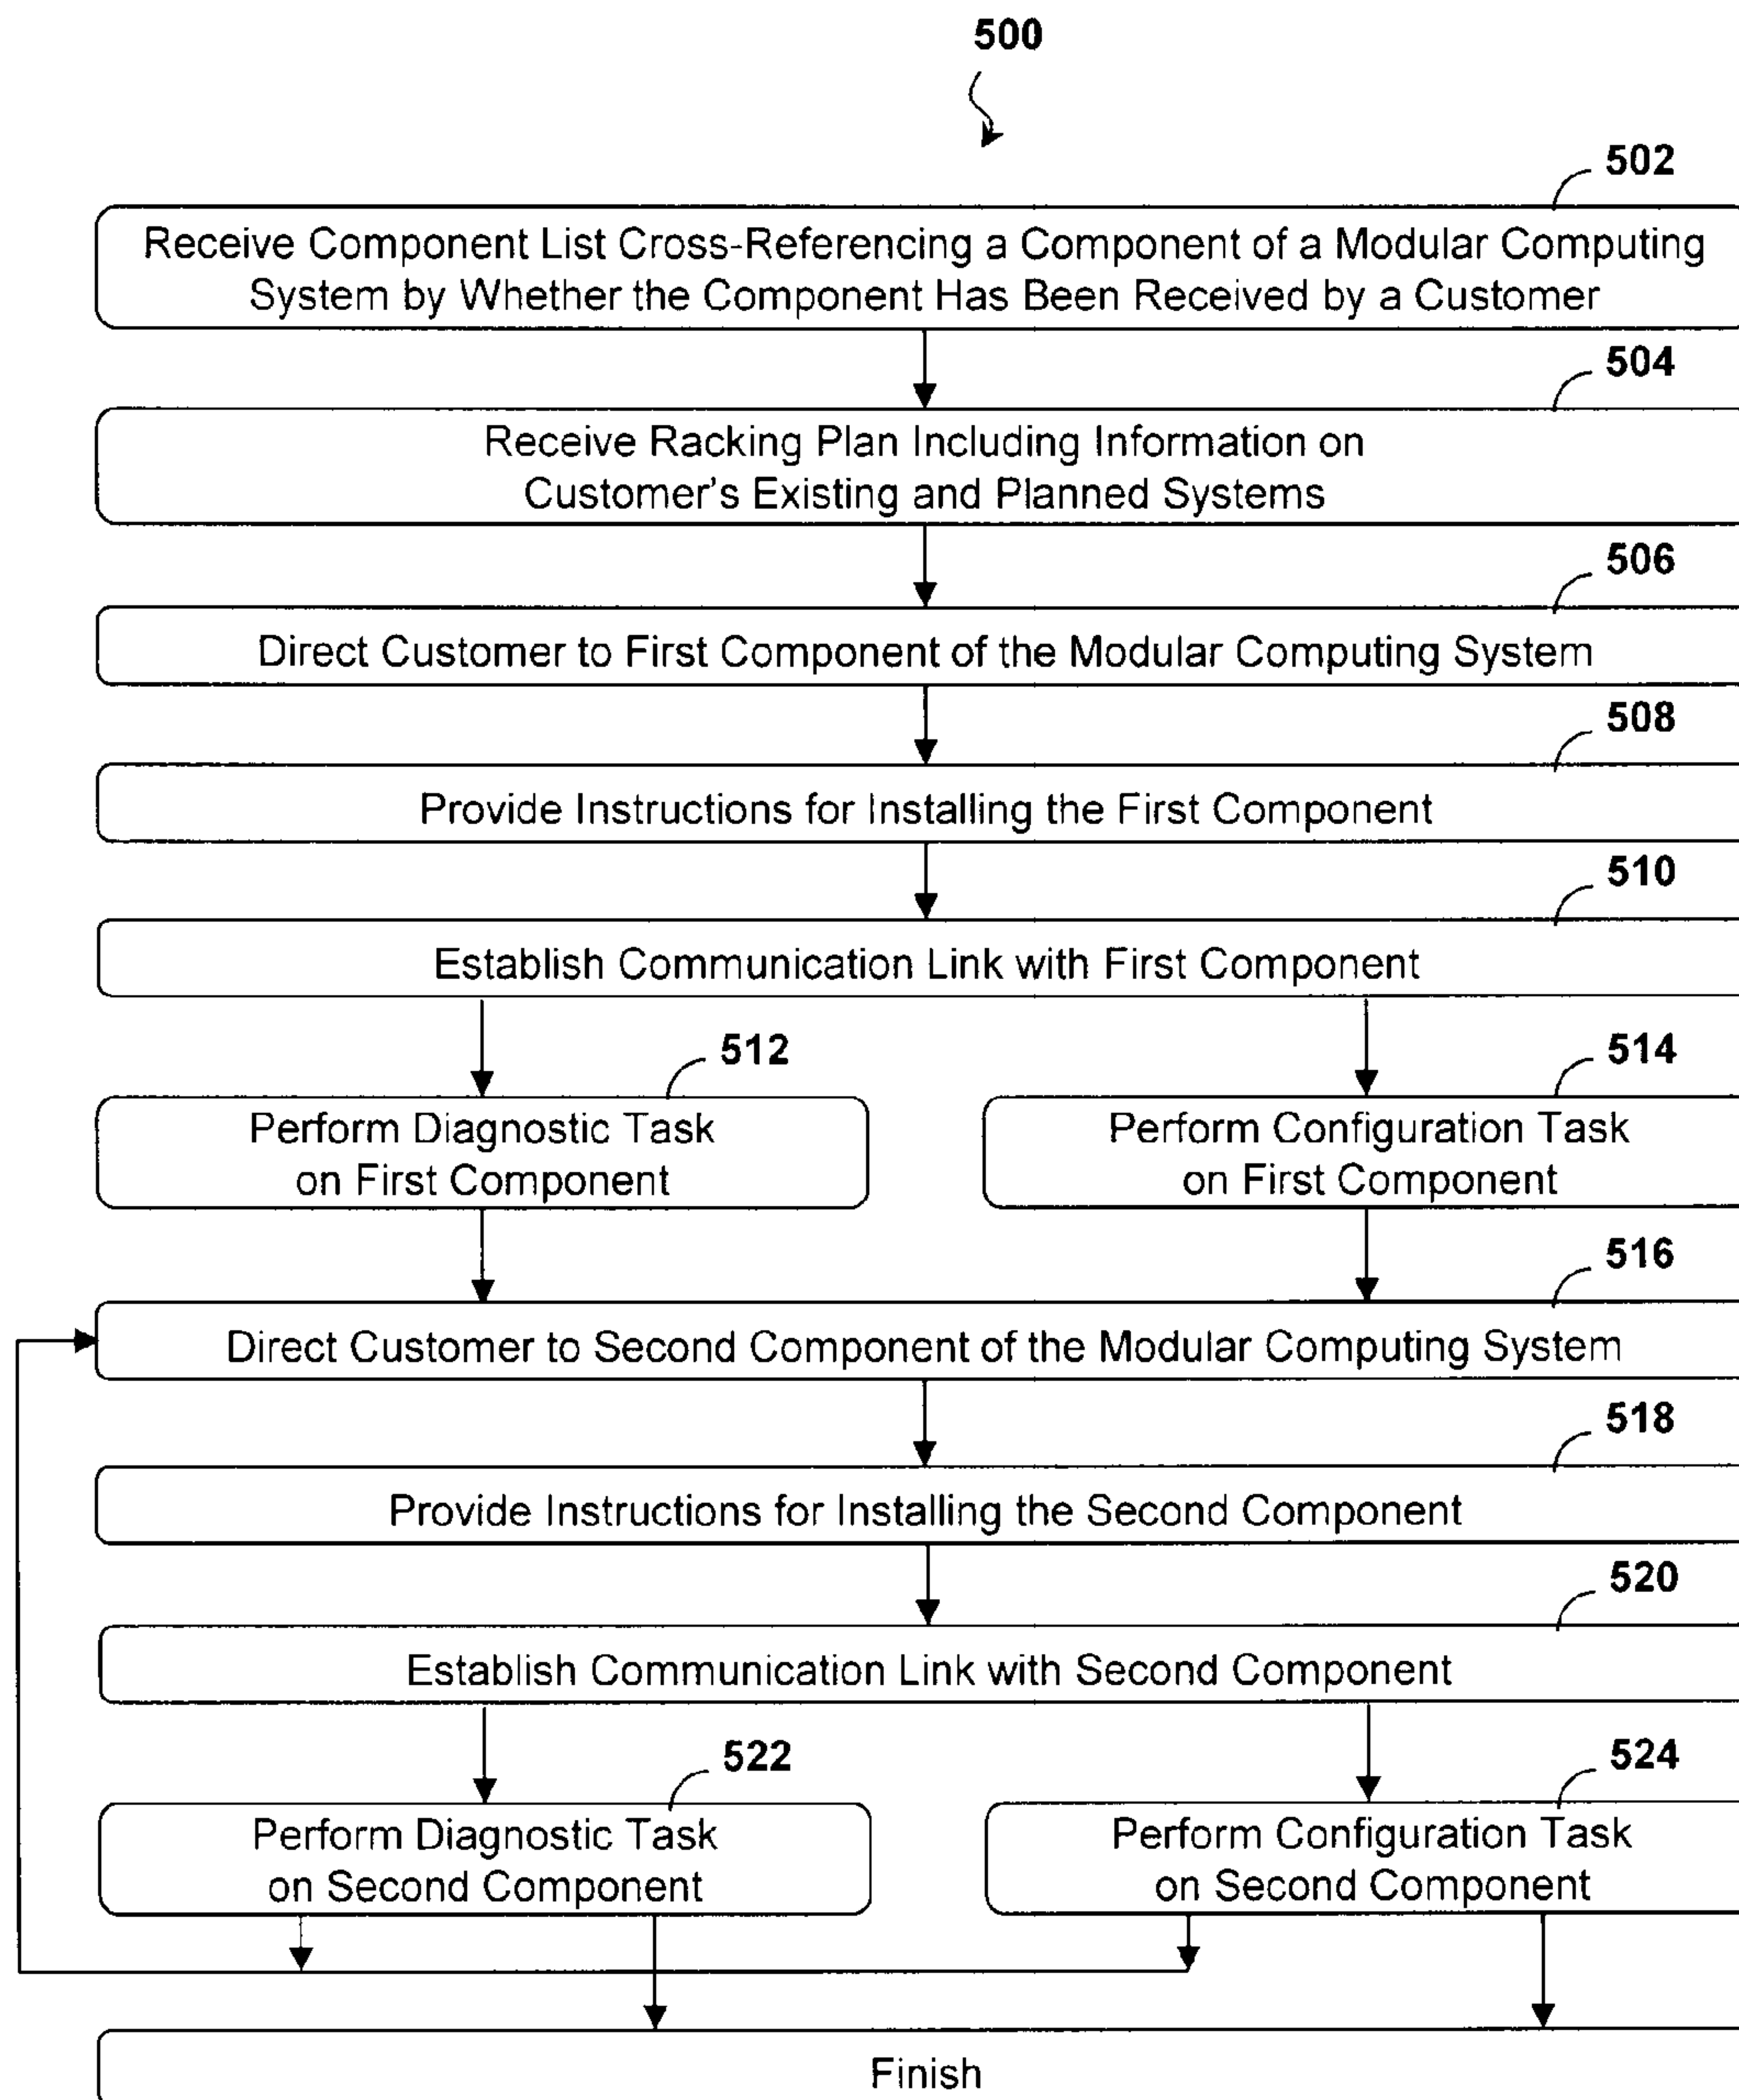 500
502
Receive Component List Cross-Referencing a Component of a Modular Computing
System by Whether the Component Has Been Received by a Customer
504
Receive Racking Plan Including Information on
Customer's Existing and Planned Systems
506
Direct Customer to First Component of the Modular Computing System
508
Provide Instructions for Installing the First Component
510
Establish Communication Link with First Component
512
Perform Diagnostic Task
on First Component
514
Perform Configuration Task
on First Component
516
Direct Customer to Second Component of the Modular Computing System
518
Provide Instructions for Installing the Second Component
520
Establish Communication Link with Second Component
522
Perform Diagnostic Task
on Second Component
524
Perform Configuration Task
on Second Component
Finish